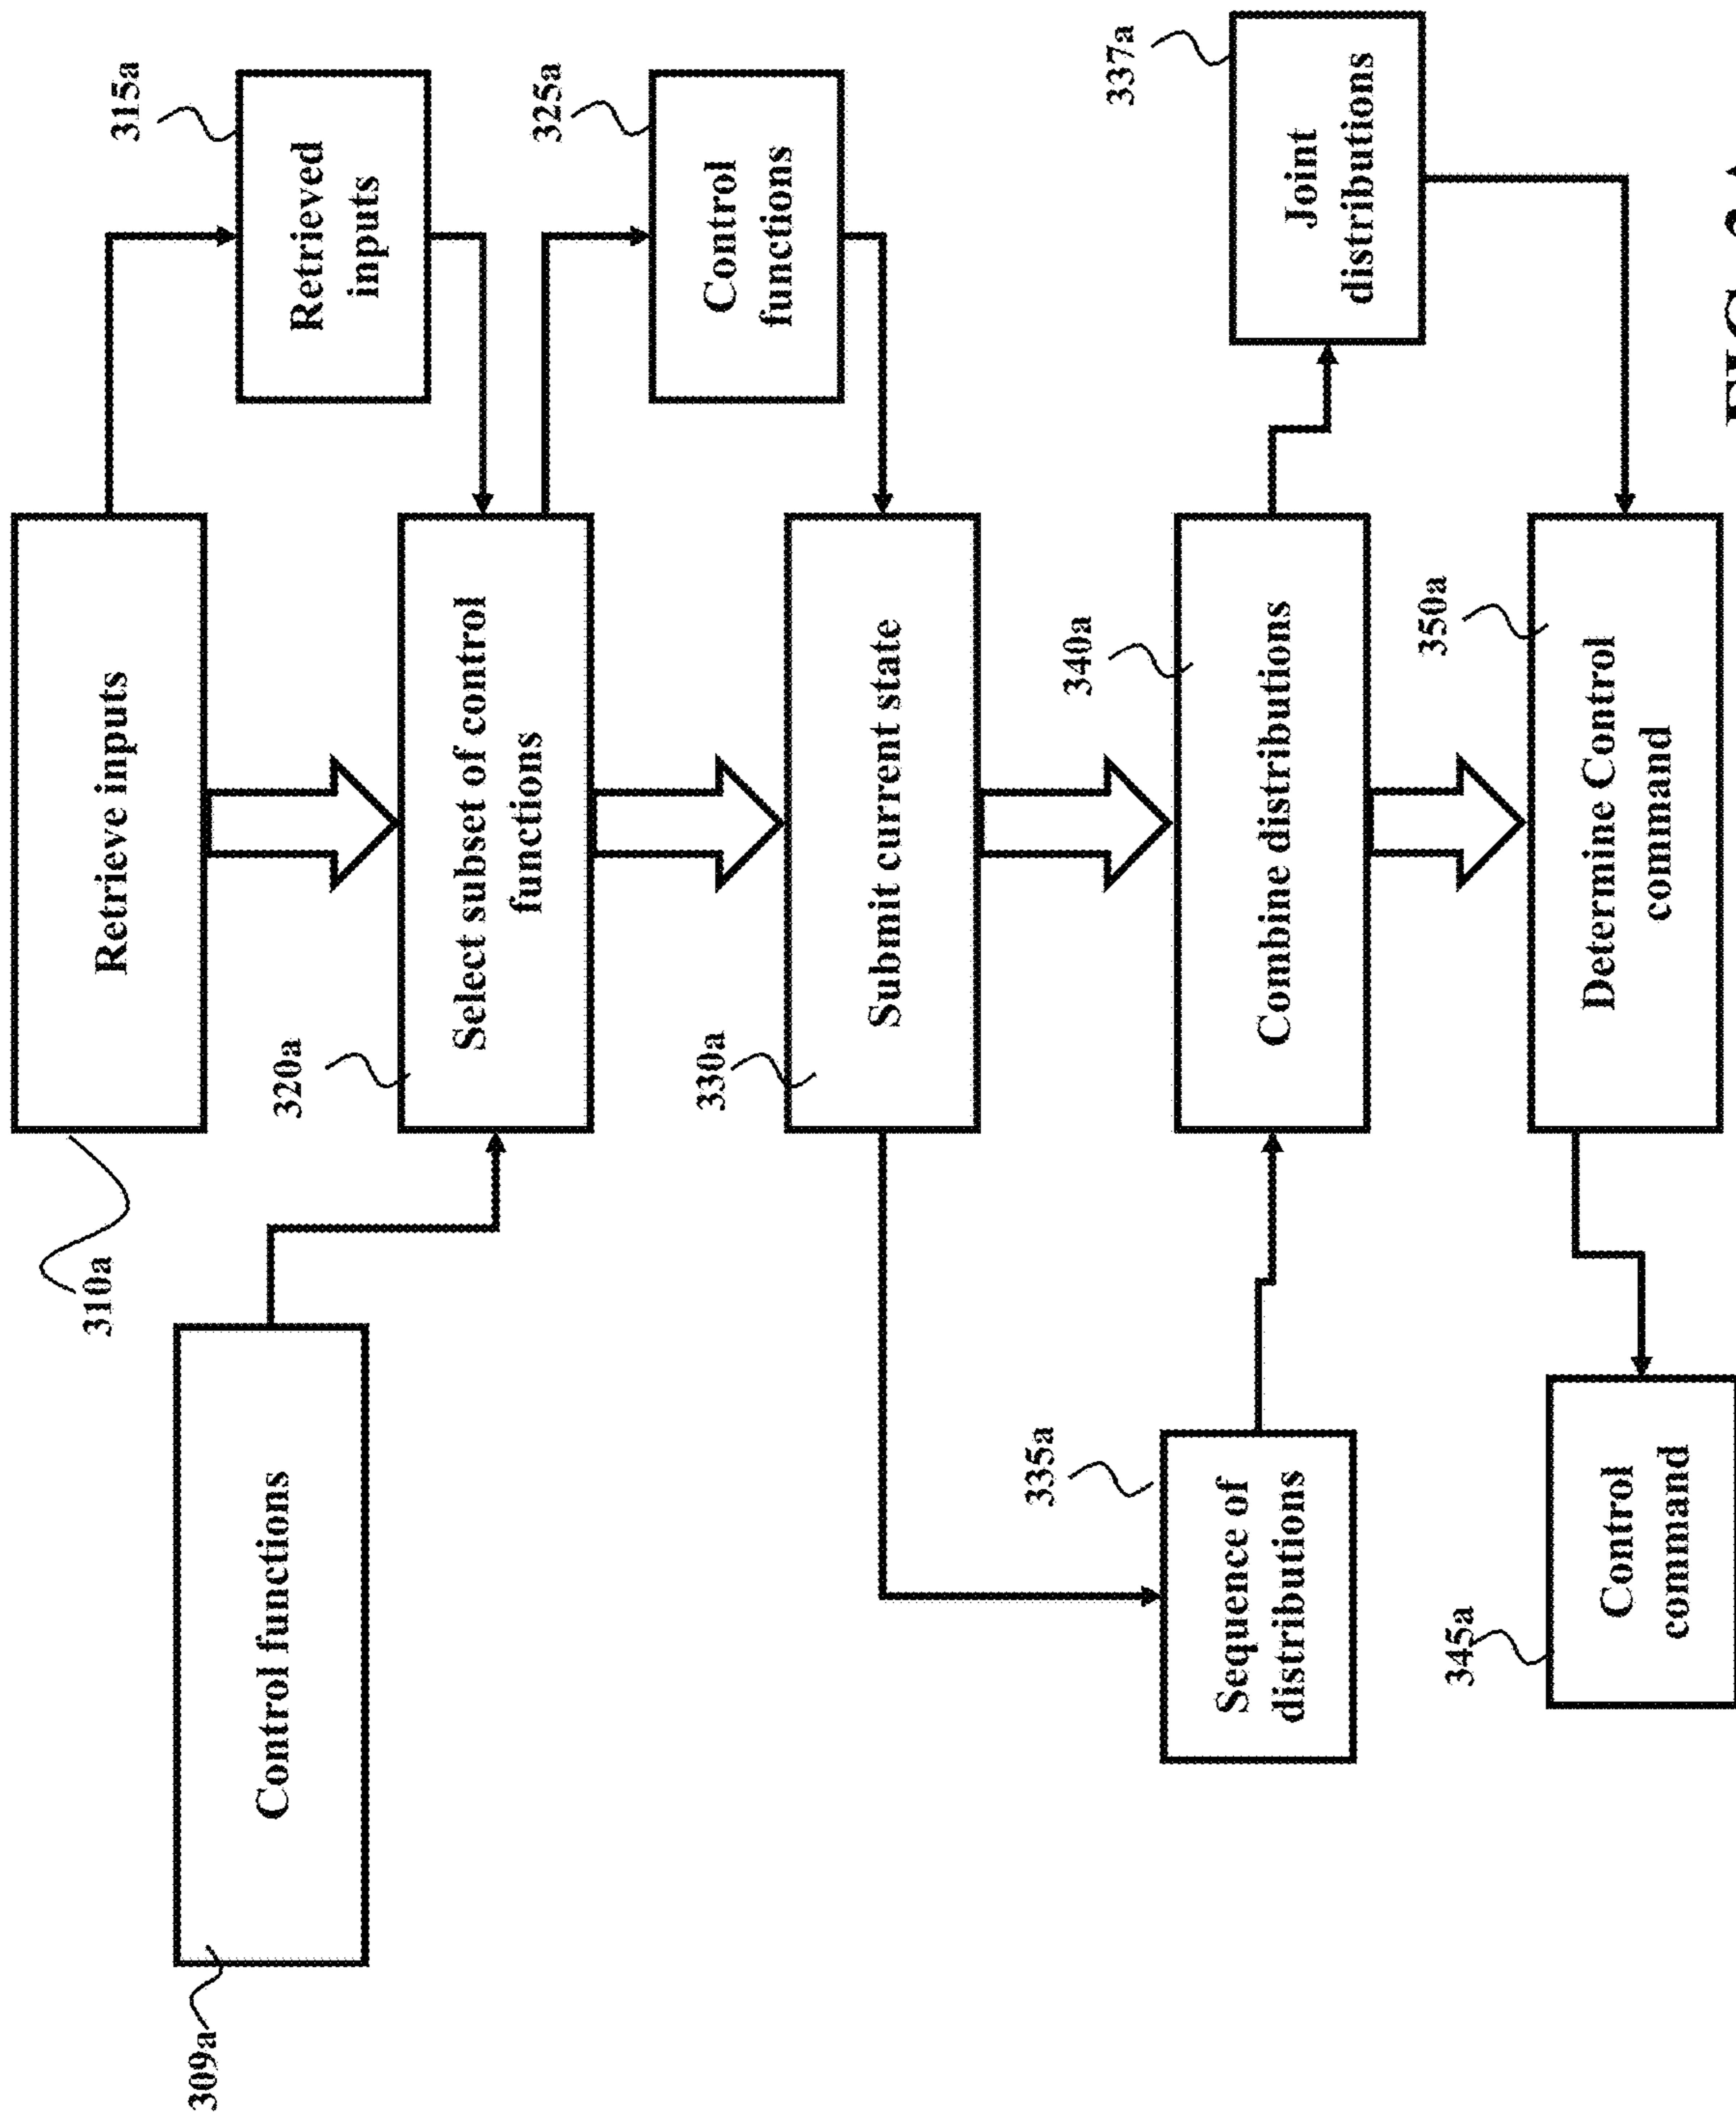 310a
Retrieve inputs
315a
Retrieved
inputs
309a
Control functions
320a
Select subset of control
functions
325a
Control
functions
330a
Submit current state
335a
Sequence of
distributions
340a
Combine distributions
337a
Joint
distributions
350a
Determine Control
command
345a
Control
command